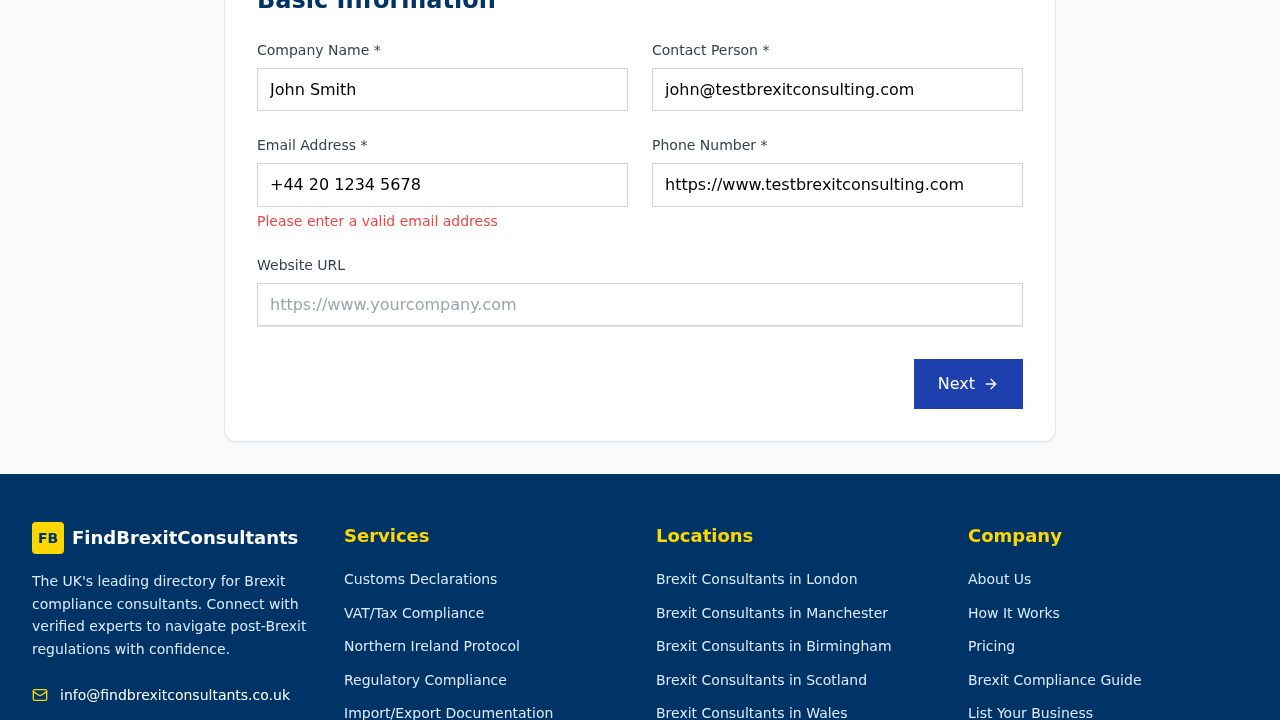 Basic Information
Company Name *
Contact Person *
John Smith
john@testbrexitconsulting.com
Email Address *
Phone Number *
+44 20 1234 5678
https://www.testbrexitconsulting.com
Please enter a valid email address
Website URL
https://www.yourcompany.com
Next
FB FindBrexitConsultants
The UK's leading directory for Brexit
compliance consultants. Connect with
verified experts to navigate post-Brexit
regulations with confidence.
info@findbrexitconsultants.co.uk
Services
Customs Declarations
VAT/Tax Compliance
Northern Ireland Protocol
Regulatory Compliance
Import/Export Documentation
Locations
Brexit Consultants in London
Brexit Consultants in Manchester
Brexit Consultants in Birmingham
Brexit Consultants in Scotland
Brexit Consultants in Wales
Company
About Us
How It Works
Pricing
Brexit Compliance Guide
List Your Business